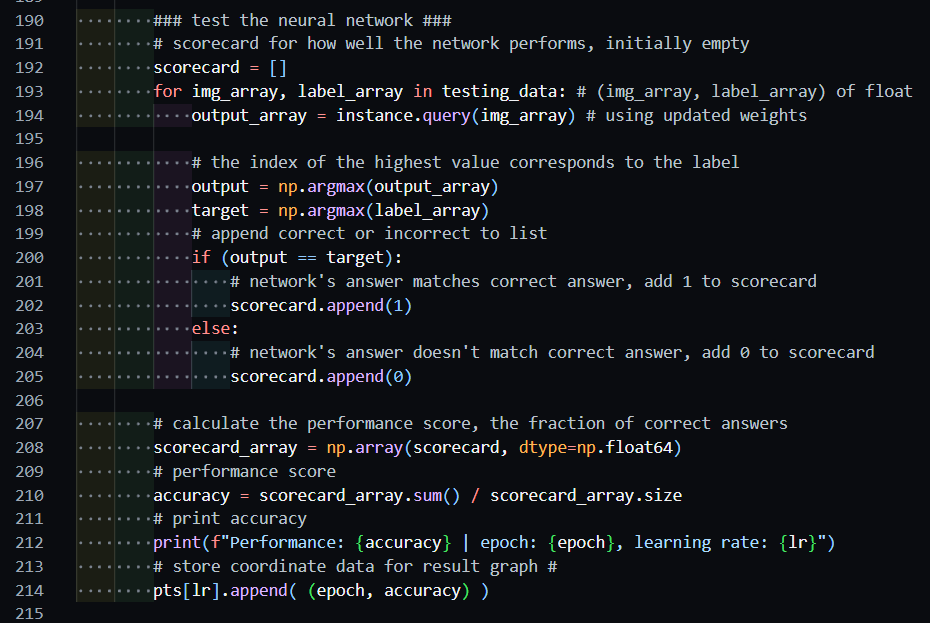 190 ### test the neural network ###
191 # scorecard for how well the network performs, initially empty
192 scorecard = []
193 for img_array, label_array in testing_data: # (img_array, label_array) of float
194 output_array = instance.query(img_array) # using updated weights
195
196 # the index of the highest value corresponds to the label
197 output = np.argmax(output_array)
198 target = np.argmax(label_array)
199 # append correct or incorrect to list
200 if (output == target):
201 # network's answer matches correct answer, add 1 to scorecard
202 scorecard.append(1)
203 else:
204 # network's answer doesn't match correct answer, add 0 to scorecard
205 scorecard.append(0)
206
207 # calculate the performance score, the fraction of correct answers
208 scorecard_array = np.array(scorecard, dtype=np.float64)
209 # performance score
210 accuracy = scorecard_array.sum() / scorecard_array.size
211 # print accuracy
212 print(f"Performance: {accuracy} | epoch: {epoch}, learning rate: {lr}")
213 # store coordinate data for result graph #
214 pts[lr].append( (epoch, accuracy) )
215